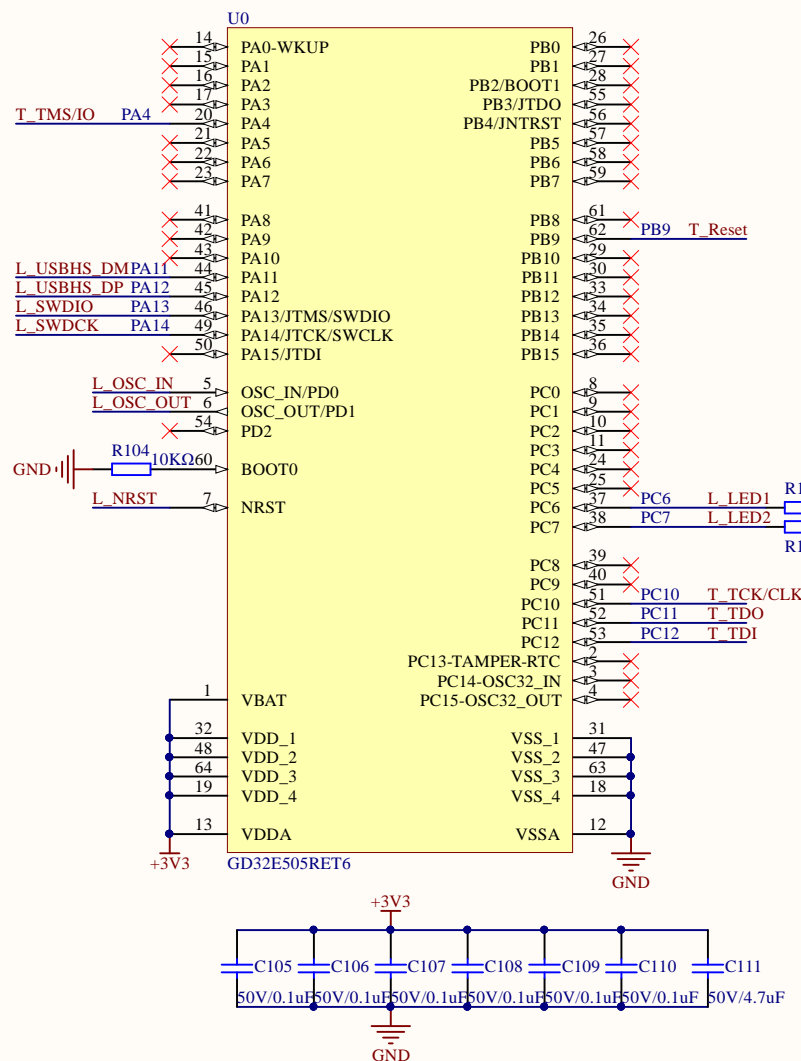 U0
14 PA0-WKUP PB0 26
15 PA1 PB1 27
16 PA2 PB2/BOOT1 28
17 PA3 PB3/JTDO 55
T_TMS/IO PA4 20 PA4 PB4/JNTRST 56
21 PA5 PB5 57
22 PA6 PB6 58
23 PA7 PB7 59
41 PA8 PB8 61
42 PA9 PB9 62 PB9 T_Reset
43 PA10 PB10 29
L_USBHS_DM PA11 44 PA11 PB11 30
L_USBHS_DP PA12 45 PA12 PB12 33
L_SWDIO PA13 46 PA13/JTMS/SWDIO PB13 34
L_SWDCK PA14 49 PA14/JTCK/SWCLK PB14 35
50 PA15/JTDI PB15 36
L_OSC_IN 5 OSC_IN/PD0 PC0 8
L_OSC_OUT 6 OSC_OUT/PD1 PC1 9
54 PD2 PC2 10
PC3 11
R104
GND 10KΩ 60 BOOT0 PC4 24
PC5 25
L_NRST 7 NRST PC6 37 PC6 L_LED1 R1
PC7 38 PC7 L_LED2 R1
PC8 39
PC9 40
PC10 51 PC10 T_TCK/CLK
PC11 52 PC11 T_TDO
PC12 53 PC12 T_TDI
PC13-TAMPER-RTC 2
PC14-OSC32_IN 3
1 VBAT PC15-OSC32_OUT 4
32 VDD_1 VSS_1 31
48 VDD_2 VSS_2 47
64 VDD_3 VSS_3 63
19 VDD_4 VSS_4 18
13 VDDA VSSA 12
+3V3 GD32E505RET6 GND
+3V3
C105 C106 C107 C108 C109 C110 C111
50V/0.1uF 50V/0.1uF 50V/0.1uF 50V/0.1uF 50V/0.1uF 50V/0.1uF 50V/4.7uF
GND